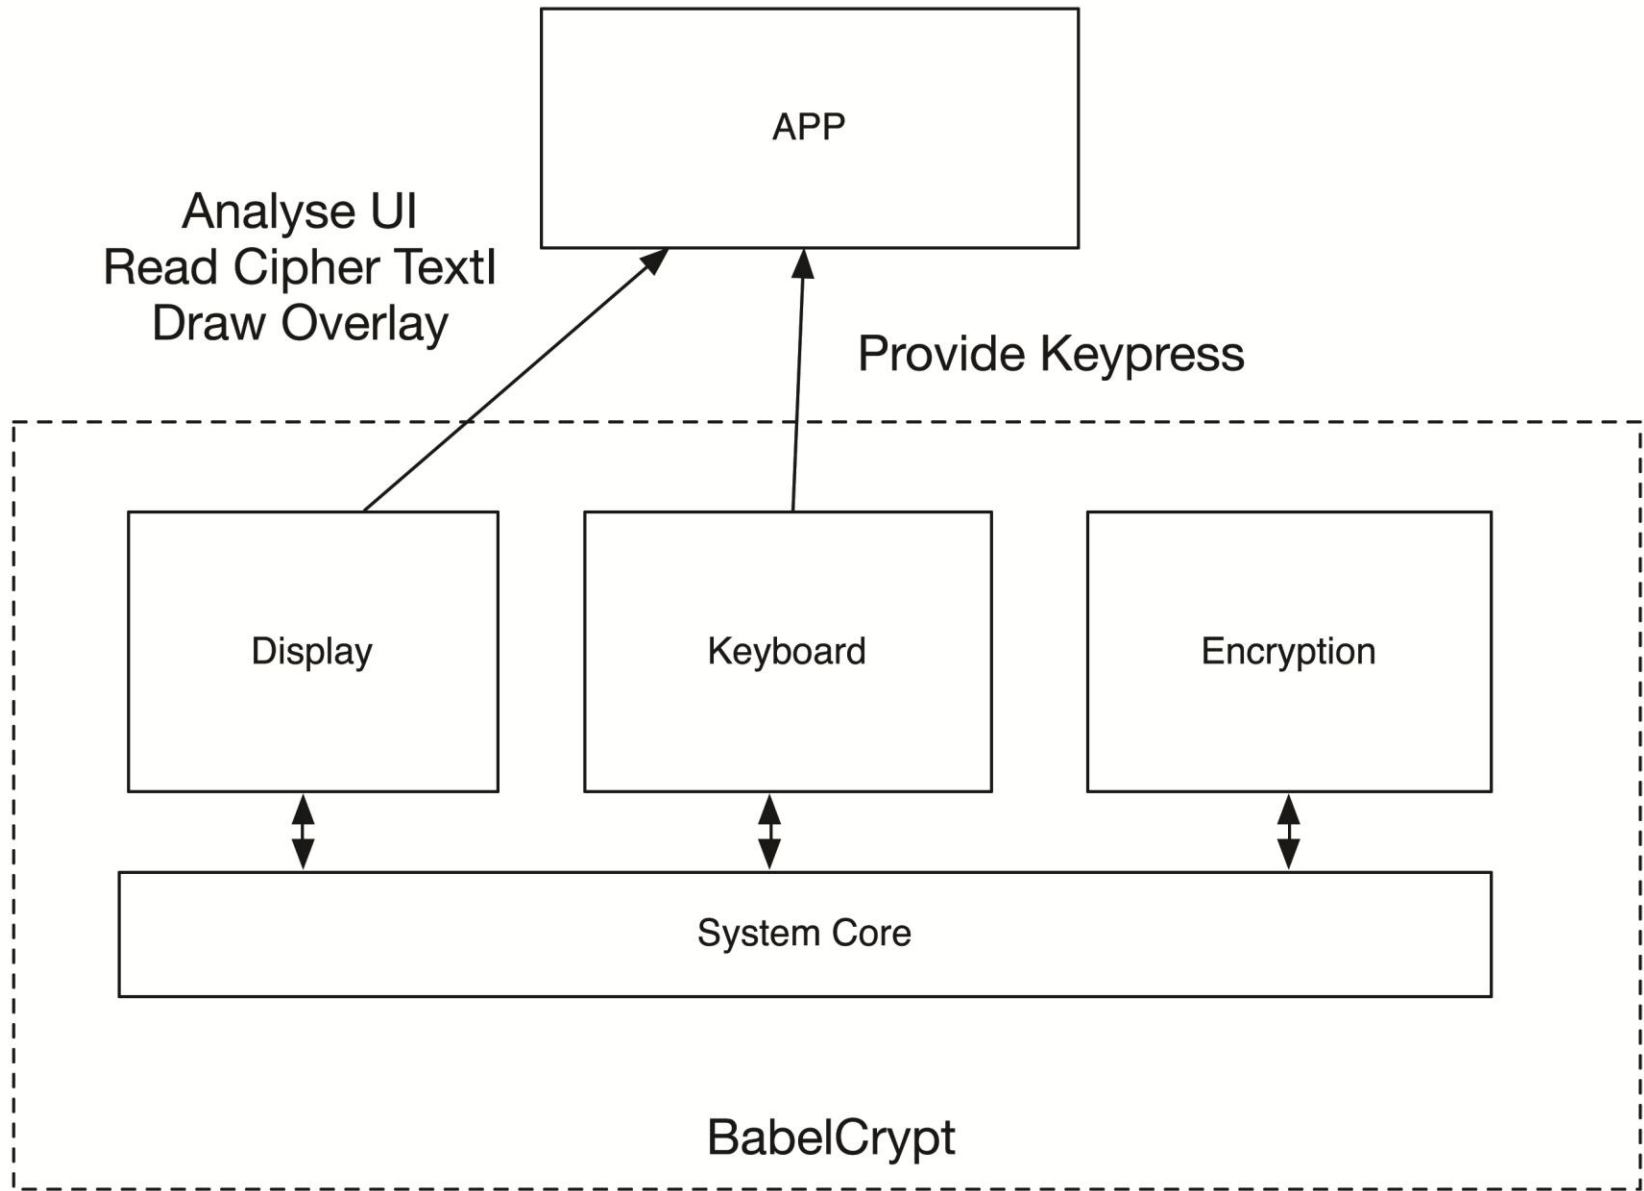 APP
Analyse UI
Read Cipher TextI
Draw Overlay
Provide Keypress
Display
Keyboard
Encryption
System Core
BabelCrypt